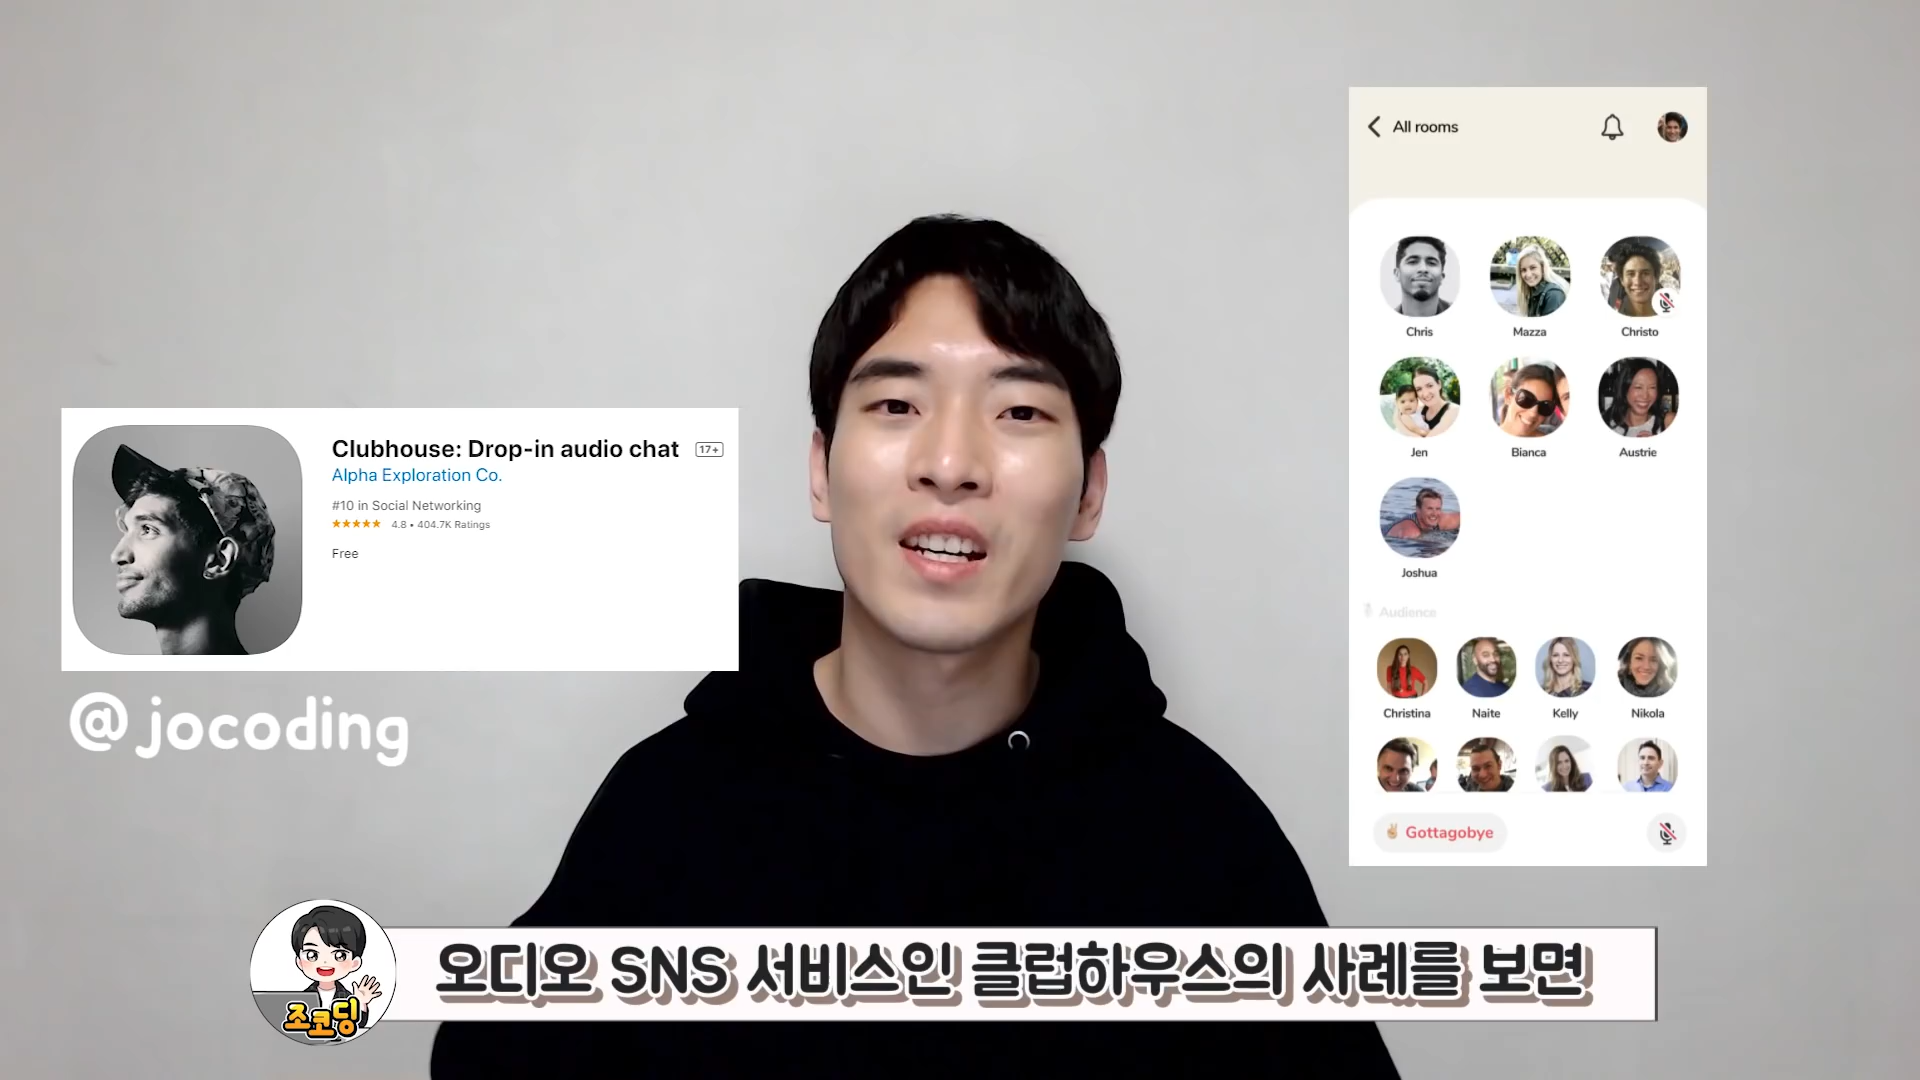 All rooms
Chris
Mazza
Christo
Jen
Bianca
Austrie
Joshua
Audience
Christina
Naite
Kelly
Nikola
Gottagobye
Clubhouse: Drop-in audio chat 17+
Alpha Exploration Co.
#10 in Social Networking
★★★★★ 4.8 • 404.7K Ratings
Free
@jocoding
오디오 SNS 서비스인 클럽하우스의 사례를 보면
조코딩